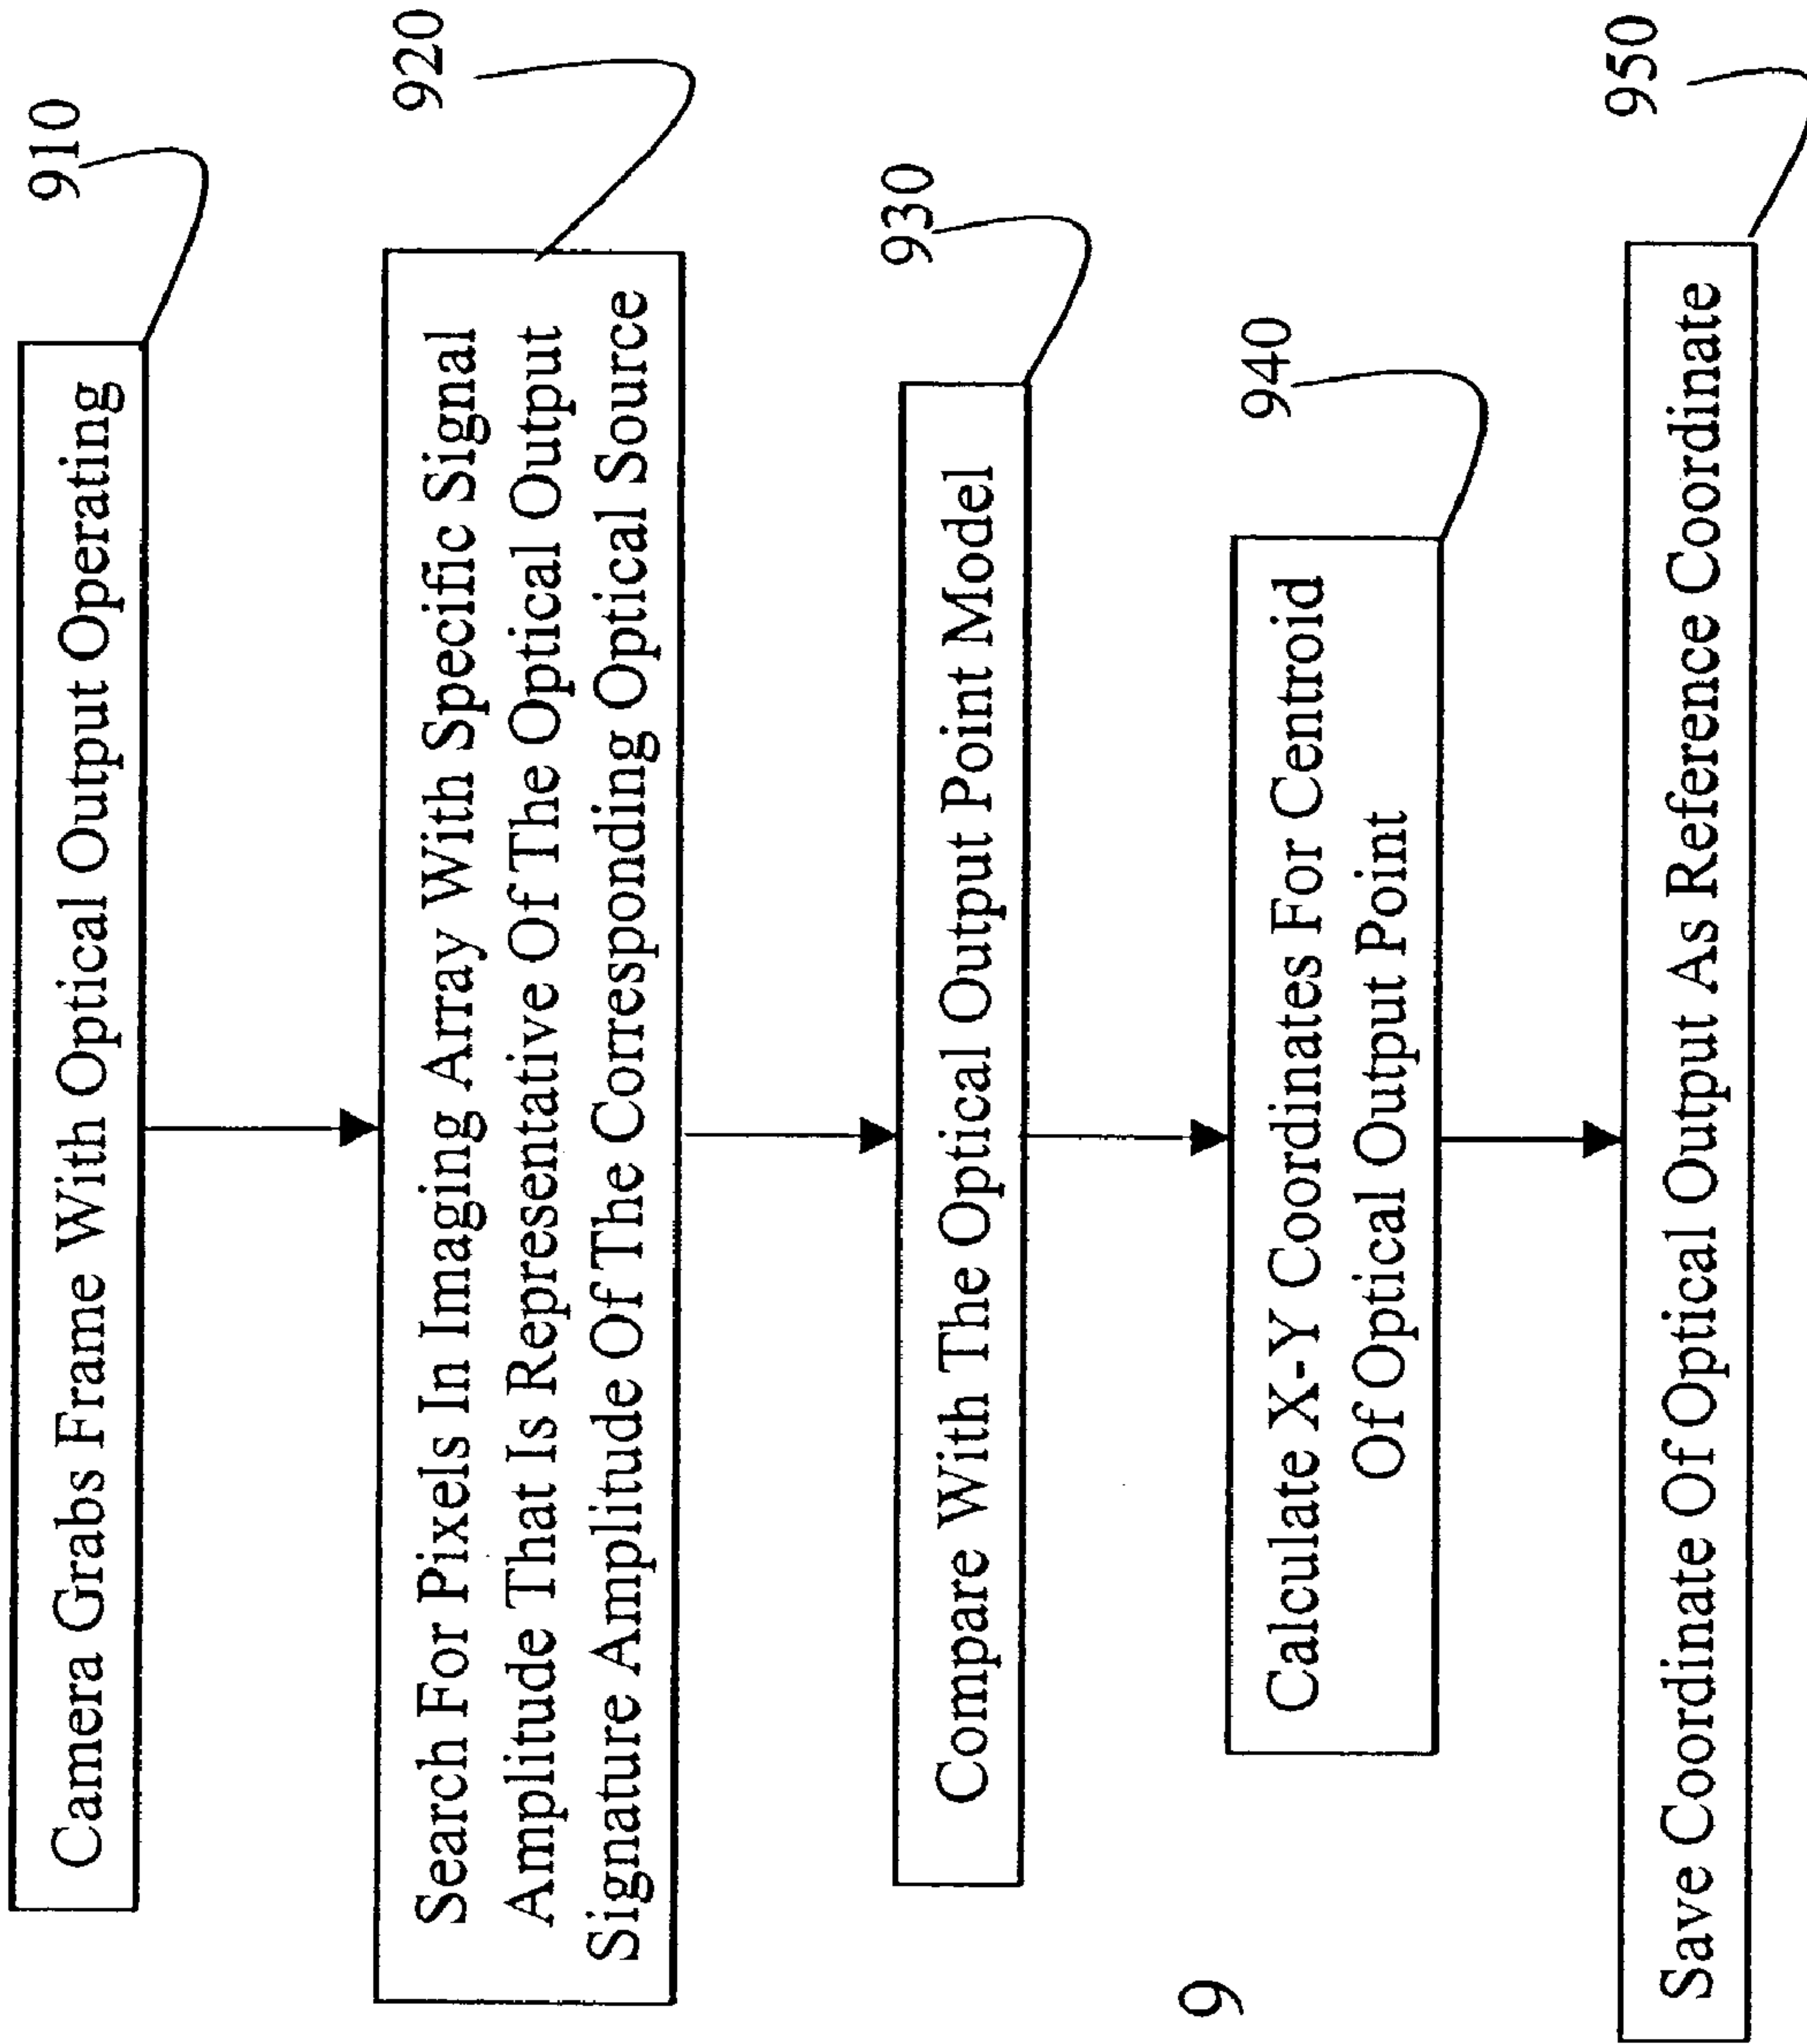 910
Camera Grabs Frame With Optical Output Operating
920
Search For Pixels In Imaging Array With Specific Signal
Amplitude That Is Representative Of The Optical Output
Signature Amplitude Of The Corresponding Optical Source
930
Compare With The Optical Output Point Model
940
Calculate X-Y Coordinates For Centroid
Of Optical Output Point
9
950
Save Coordinate Of Optical Output As Reference Coordinate